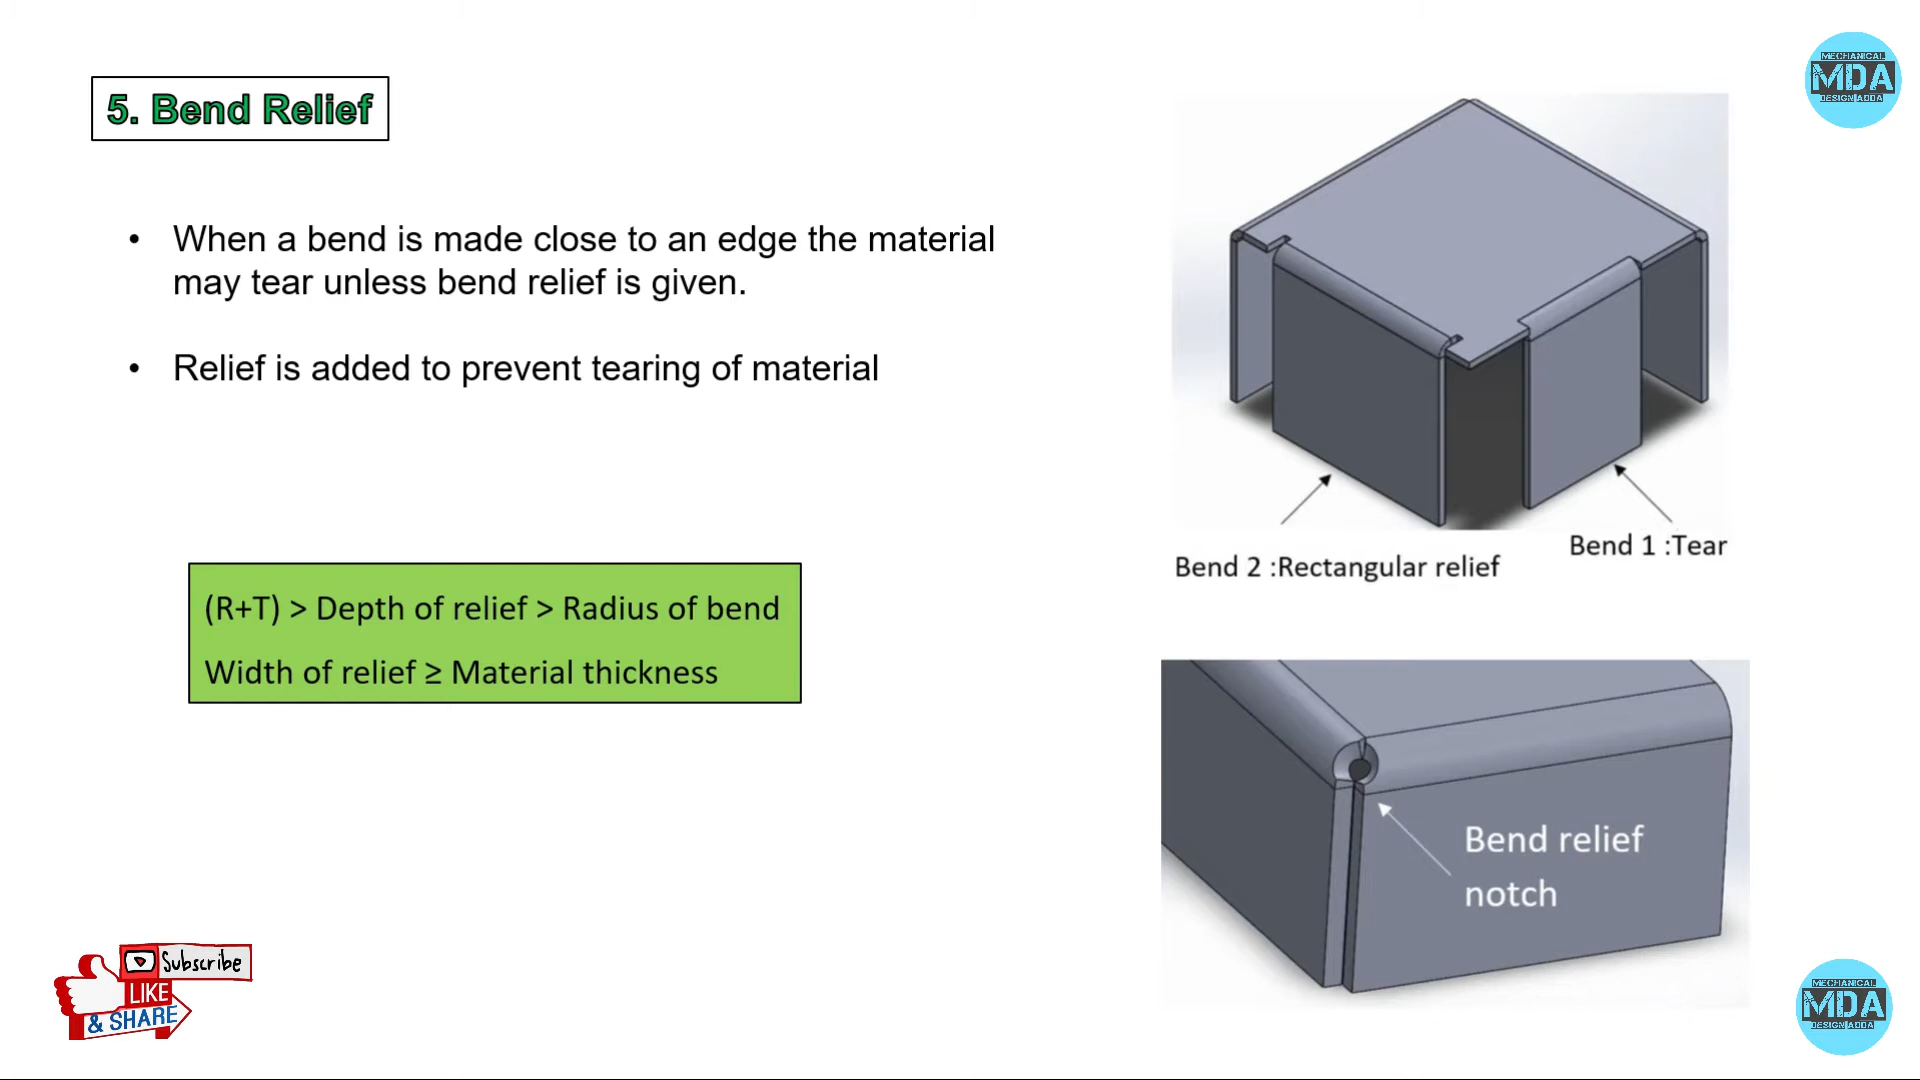 5. Bend Relief
• When a bend is made close to an edge the material
may tear unless bend relief is given.
• Relief is added to prevent tearing of material
(R+T) > Depth of relief > Radius of bend
Width of relief ≥ Material thickness
MECHANICAL
MDA
DESIGN ADDA
Bend 1 :Tear
Bend 2 :Rectangular relief
Bend relief
notch
Subscribe
LIKE
& SHARE
MECHANICAL
MDA
DESIGN ADDA